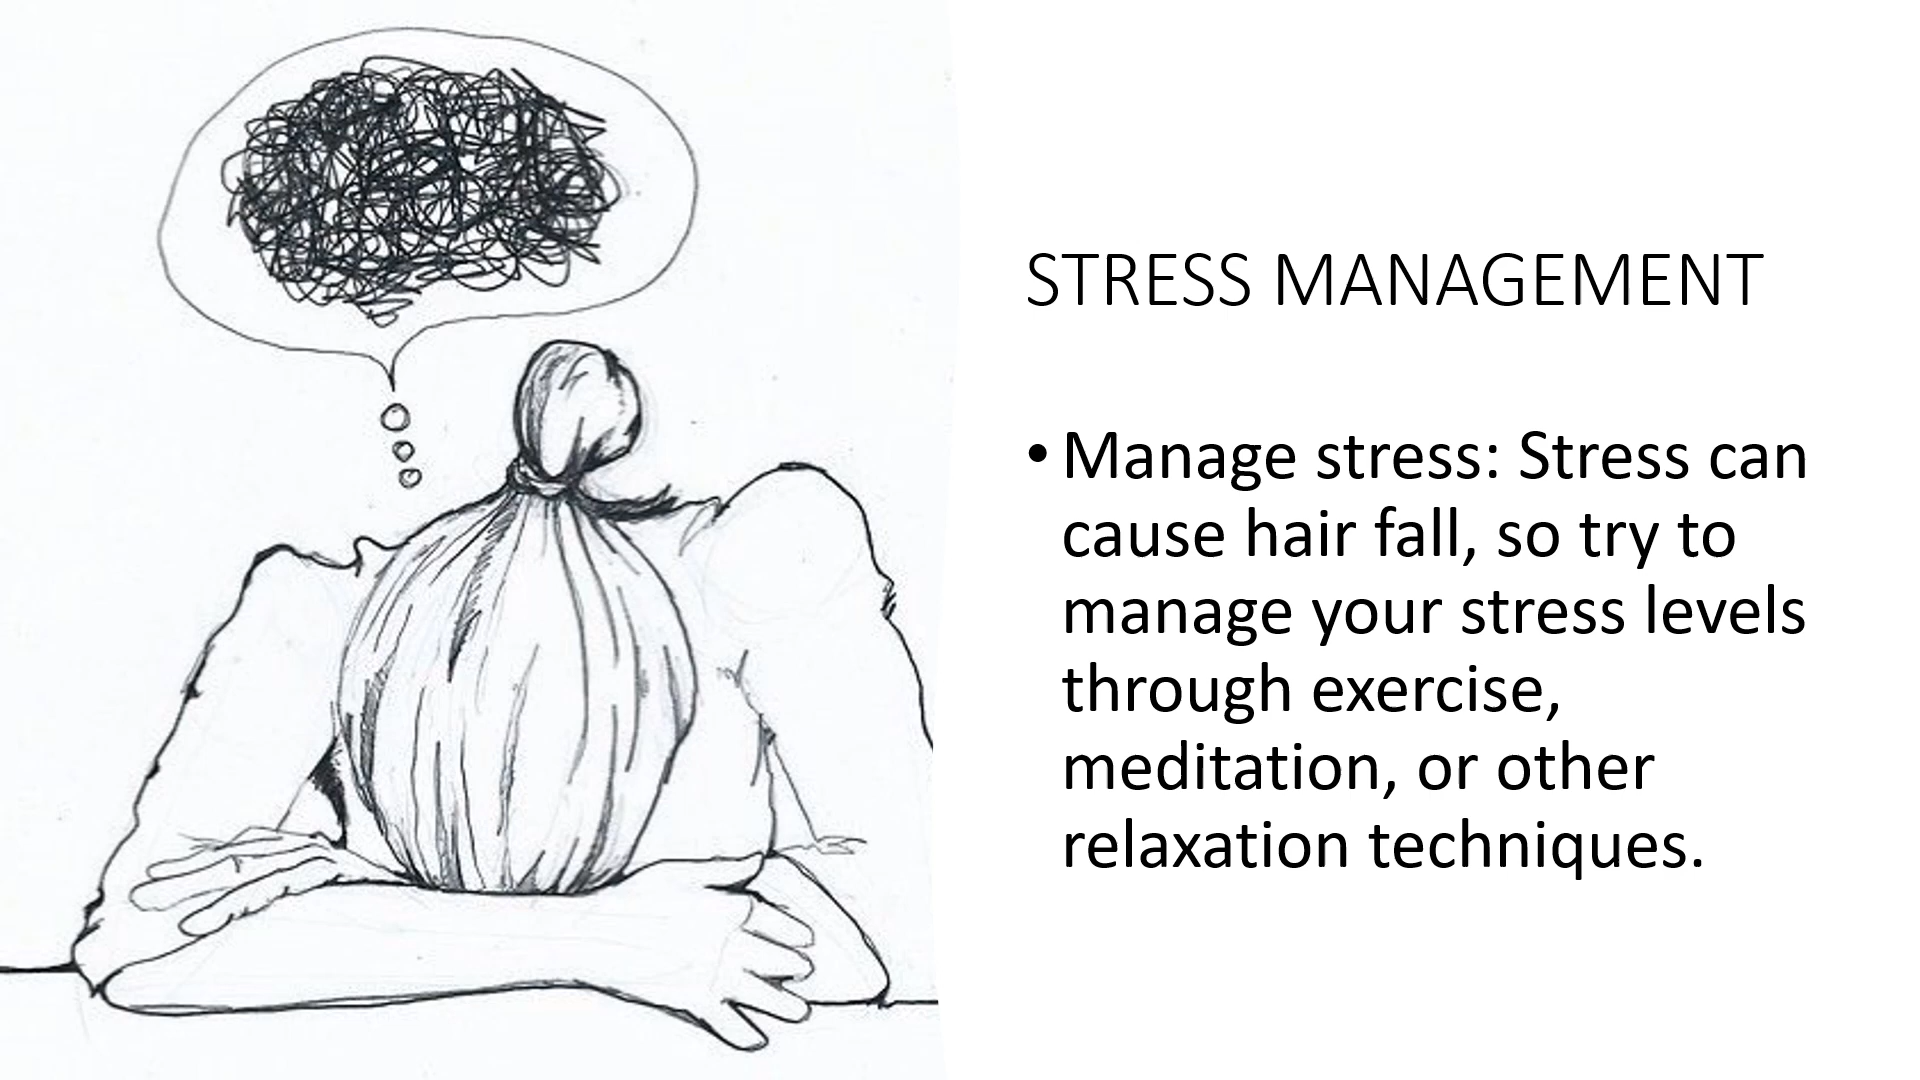 STRESS MANAGEMENT
• Manage stress: Stress can
cause hair fall, so try to
manage your stress levels
through exercise,
meditation, or other
relaxation techniques.